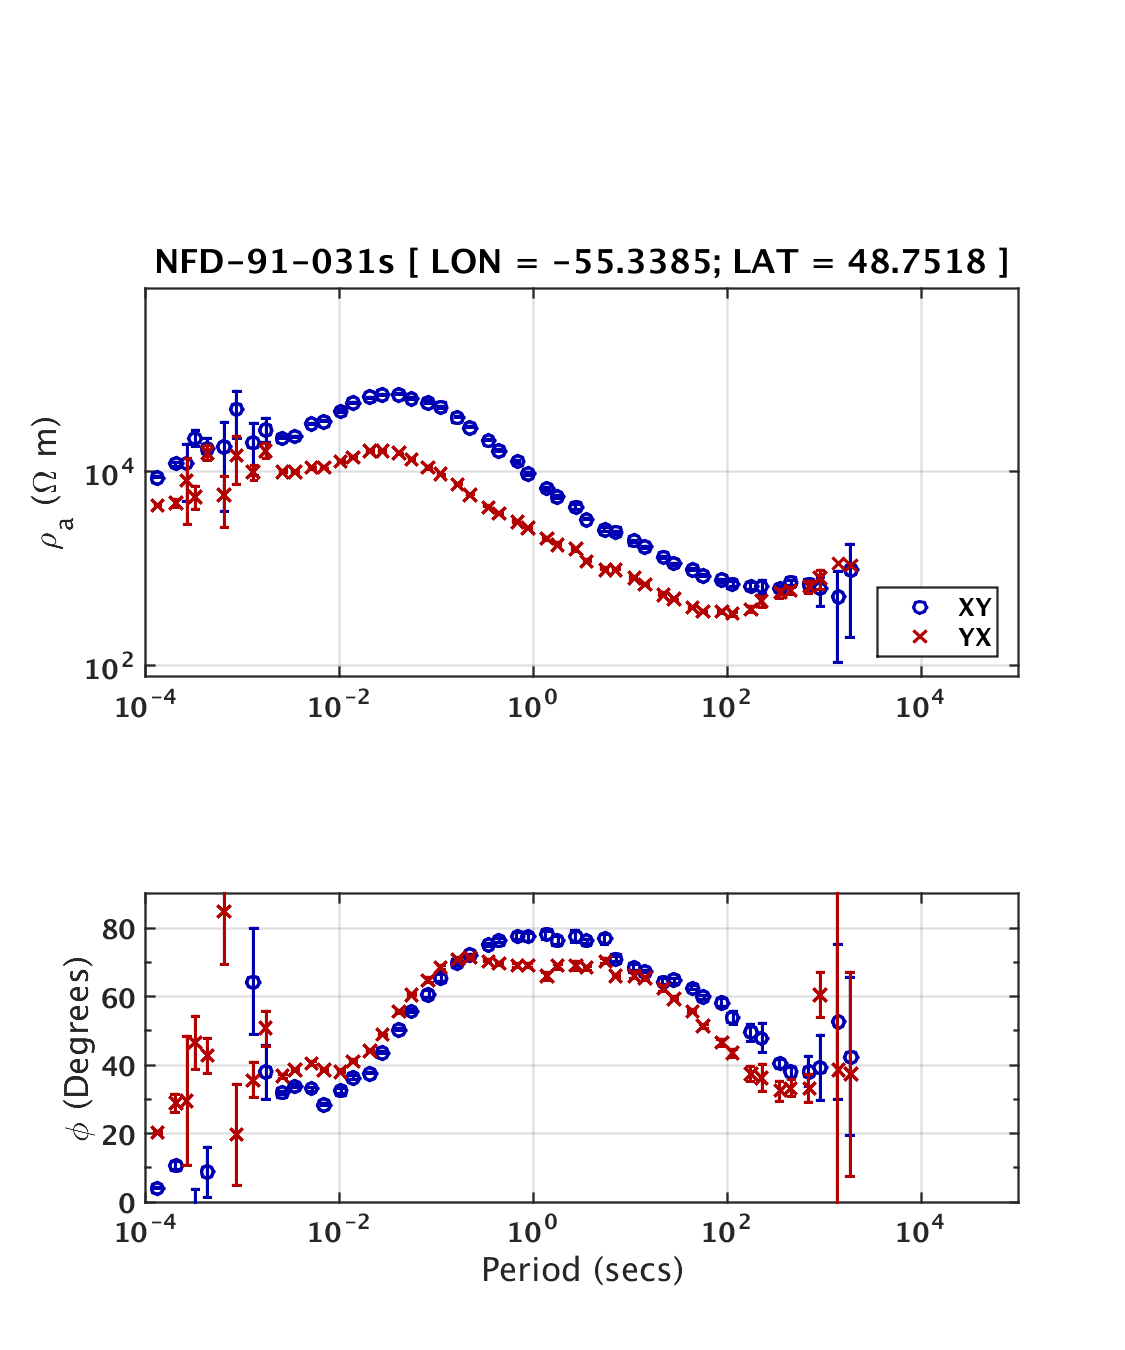 NFD-91-031s [ LON = -55.3385; LAT = 48.7518 ]
ρa (Ω m)
10^4
10^2
XY
YX
10^-4 10^-2 10^0 10^2 10^4
ϕ (Degrees)
80
60
40
20
0
10^-4 10^-2 10^0 10^2 10^4
Period (secs)